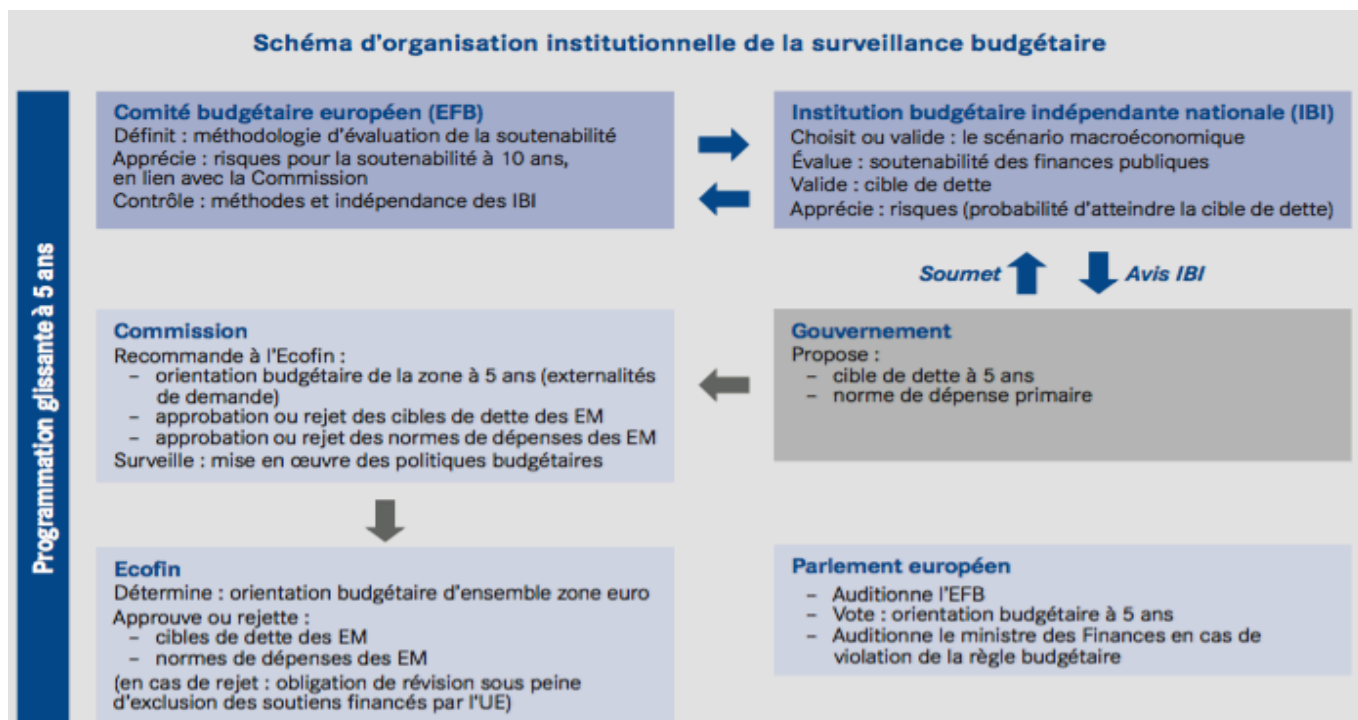 Schéma d'organisation institutionnelle de la surveillance budgétaire
Programmation glissante à 5 ans
Comité budgétaire européen (EFB)
Définit : méthodologie d'évaluation de la soutenabilité
Apprécie : risques pour la soutenabilité à 10 ans,
en lien avec la Commission
Contrôle : méthodes et indépendance des IBI
Institution budgétaire indépendante nationale (IBI)
Choisit ou valide : le scénario macroéconomique
Évalue : soutenabilité des finances publiques
Valide : cible de dette
Apprécie : risques (probabilité d'atteindre la cible de dette)
Soumet
Avis IBI
Commission
Recommande à l'Ecofin :
– orientation budgétaire de la zone à 5 ans (externalités
de demande)
– approbation ou rejet des cibles de dette des EM
– approbation ou rejet des normes de dépenses des EM
Surveille : mise en œuvre des politiques budgétaires
Gouvernement
Propose :
– cible de dette à 5 ans
– norme de dépense primaire
Ecofin
Détermine : orientation budgétaire d'ensemble zone euro
Approuve ou rejette :
– cibles de dette des EM
– normes de dépenses des EM
(en cas de rejet : obligation de révision sous peine
d'exclusion des soutiens financés par l'UE)
Parlement européen
– Auditionne l'EFB
– Vote : orientation budgétaire à 5 ans
– Auditionne le ministre des Finances en cas de
violation de la règle budgétaire